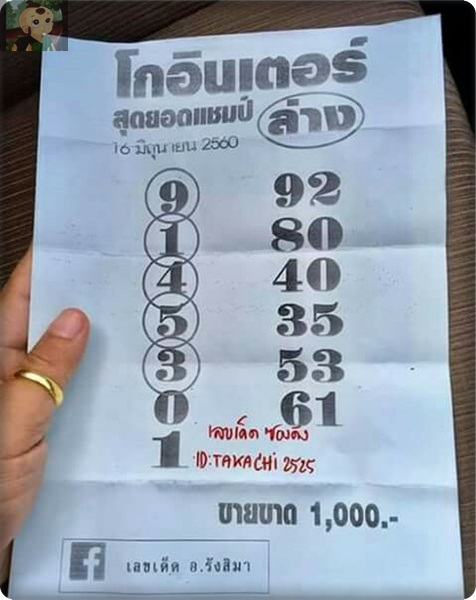 โกอินเตอร์
สุดยอดแชมป์ ล่าง
16 มิถุนายน 2560
9 92
1 80
4 40
5 35
3 53
0 61
เลขเด็ด ซองดัง
1 ID:TAKACHI 2525
ขายขาด 1,000.-
f เลขเด็ด อ.รังสิมา